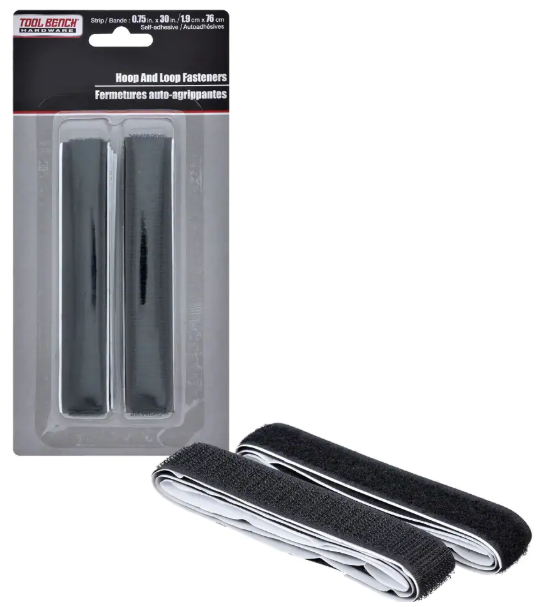 TOOL BENCH
HARDWARE
Strip / Bande : 0.75 in. x 30 in. / 1.9 cm x 76 cm
Self-adhesive / Autoadhésives
Hoop And Loop Fasteners
Fermetures auto-agrippantes